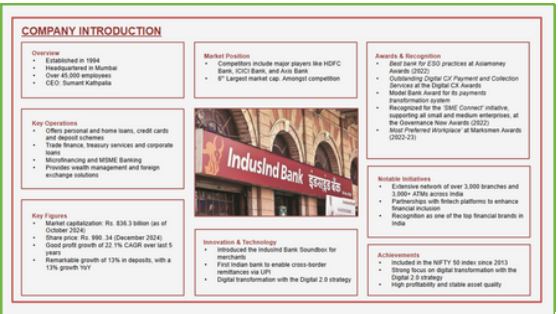 COMPANY INTRODUCTION
Overview
Established in 1994
Headquartered in Mumbai
Over 45,000 employees
CEO: Sumant Kathpalia
Key Operations
Offers personal and home loans, credit cards
and deposit schemes
Trade finance, treasury services and corporate
loans
Microfinancing and MSME Banking
Provides wealth management and foreign
exchange solutions
Key Figures
Market capitalization: Rs. 836.3 billion (as of
October 2024)
Share price: Rs. 990.34 (December 2024)
Good profit growth of 22.1% CAGR over last 5
years
Remarkable growth of 13% in deposits, with a
13% growth YoY
Market Position
Competitors include major players like HDFC
Bank, ICICI Bank, and Axis Bank
6th Largest market cap. Amongst competition
IndusInd Bank इंडसइंड बैंक
Innovation & Technology
Introduced the IndusInd Soundbox for
merchants
First Indian bank to enable cross-border
remittances via UPI
Digital transformation with the Digital 2.0 strategy
Awards & Recognition
Best bank for ESG practices at Asiamoney
Awards (2022)
Outstanding Digital CX Payment and Collection
Services at the Digital CX Awards
Model Bank Award for its payments
transformation system
Recognized for the 'SME Connect' initiative,
supporting all small and medium enterprises, at
the Governance Now Awards (2022)
Most Preferred Workplace' at Marksmen Awards
(2022-23)
Notable Initiatives
Extensive network of over 3,000 branches and
3,000+ ATMs across India
Partnerships with fintech platforms to enhance
financial inclusion
Recognition as one of the top financial brands in
India
Achievements
Included in the NIFTY 50 index since 2013
Strong focus on digital transformation with the
Digital 2.0 strategy
High profitability and stable asset quality